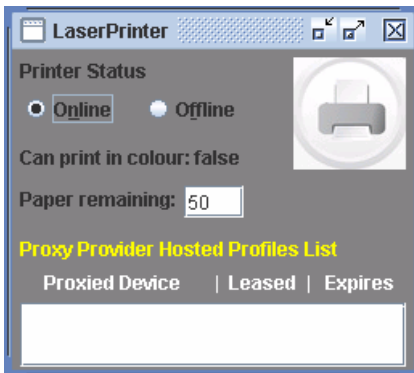 LaserPrinter
Printer Status
Online Offline
Can print in colour: false
Paper remaining: 50
Proxy Provider Hosted Profiles List
Proxied Device | Leased | Expires